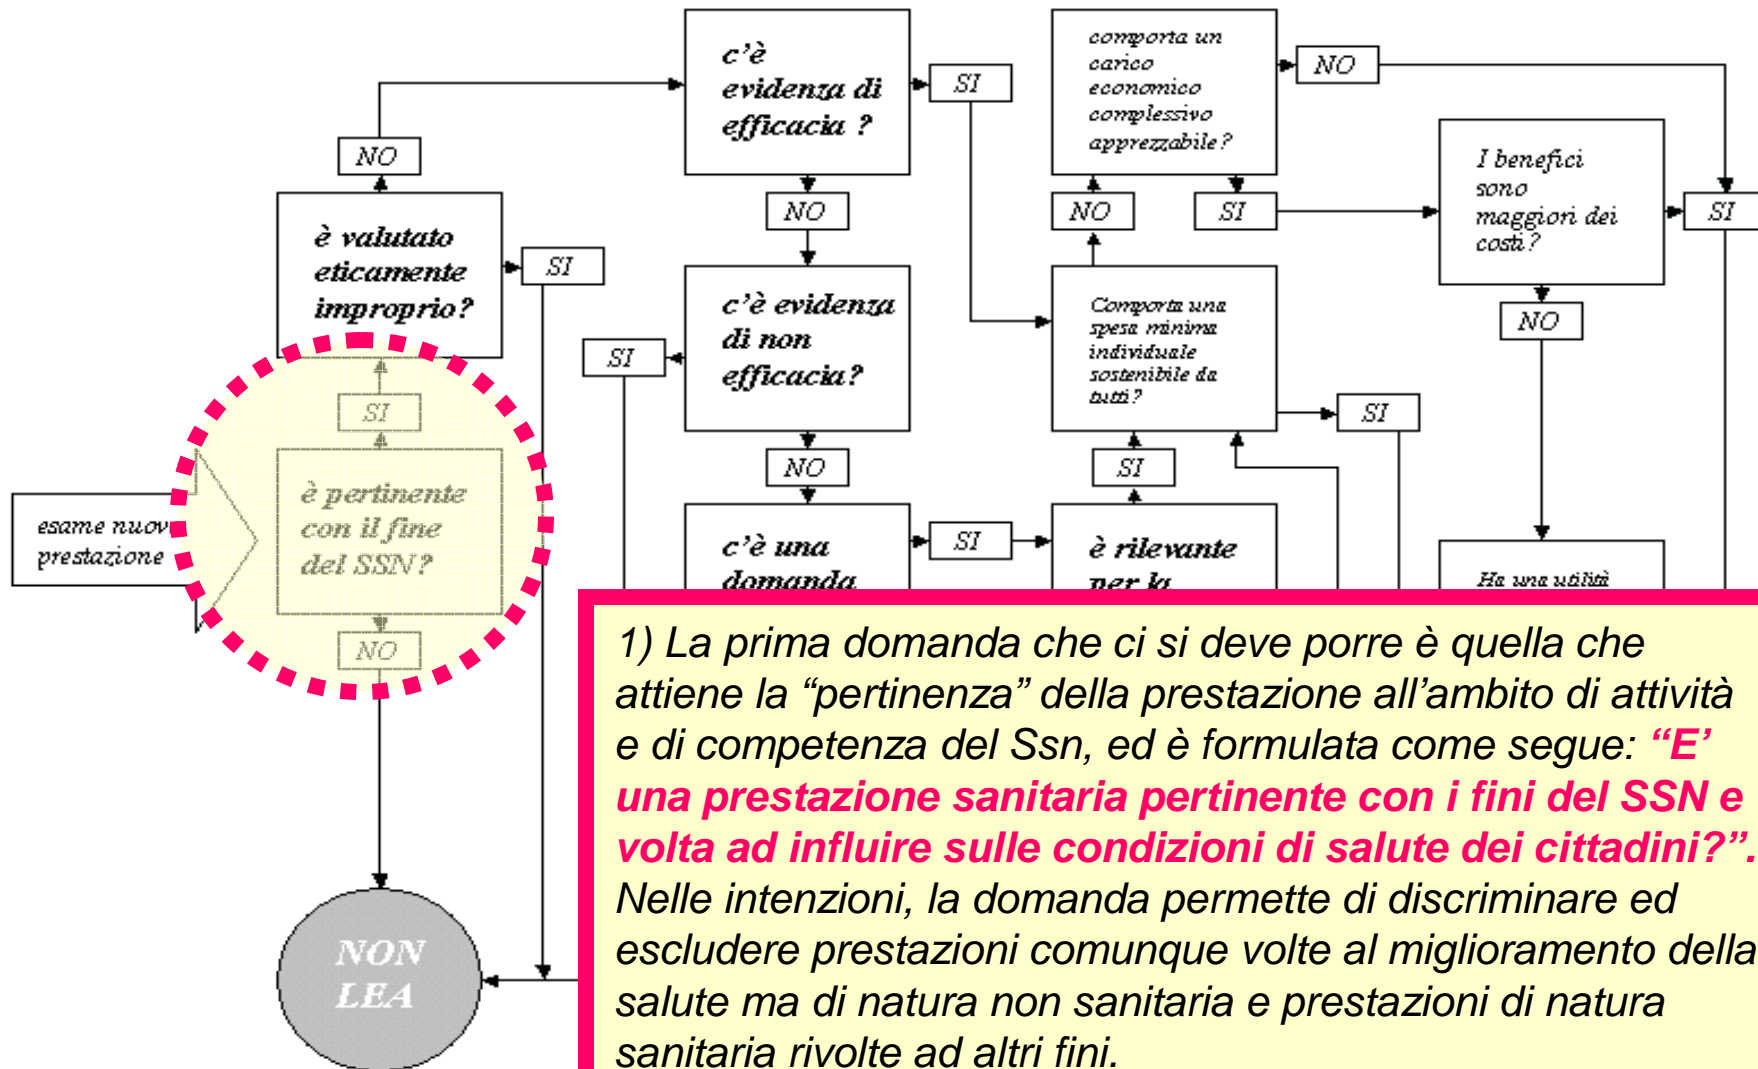 esame nuov
prestazione
è pertinente
con il fine
del SSN?
SI
NO
è valutato
eticamente
improprio?
NO
SI
c'è
evidenza di
efficacia ?
SI
NO
c'è evidenza
di non
efficacia?
SI
NO
c'è una
domanda
SI
è rilevante
per la
SI
Comporta una
spesa minima
individuale
sostenibile da
tutti?
NO
SI
comporta un
carico
economico
complessivo
apprezzabile?
NO
SI
I benefici
sono
maggiori dei
costi?
SI
NO
Ha una utilità
NON
LEA
1) La prima domanda che ci si deve porre è quella che
attiene la “pertinenza” della prestazione all’ambito di attività
e di competenza del Ssn, ed è formulata come segue: “E’
una prestazione sanitaria pertinente con i fini del SSN e
volta ad influire sulle condizioni di salute dei cittadini?”.
Nelle intenzioni, la domanda permette di discriminare ed
escludere prestazioni comunque volte al miglioramento della
salute ma di natura non sanitaria e prestazioni di natura
sanitaria rivolte ad altri fini.